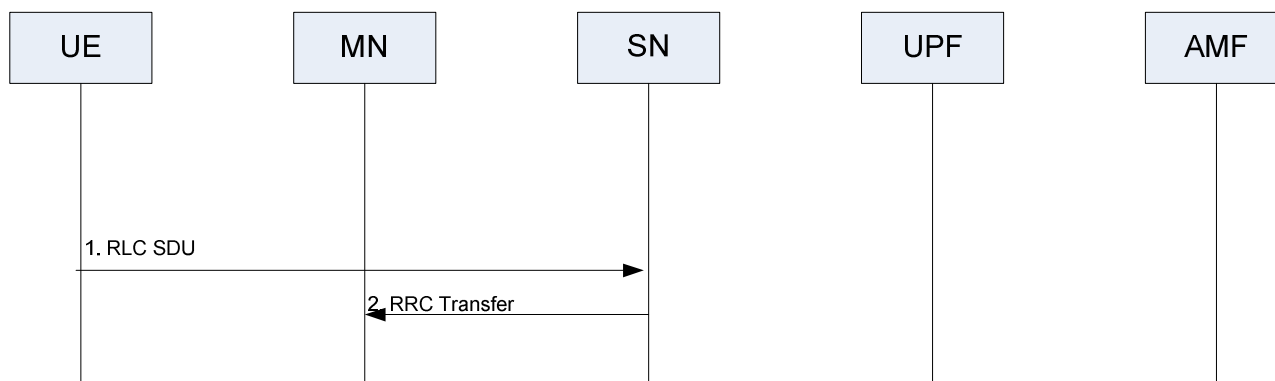 UE
MN
SN
UPF
AMF
1. RLC SDU
2. RRC Transfer